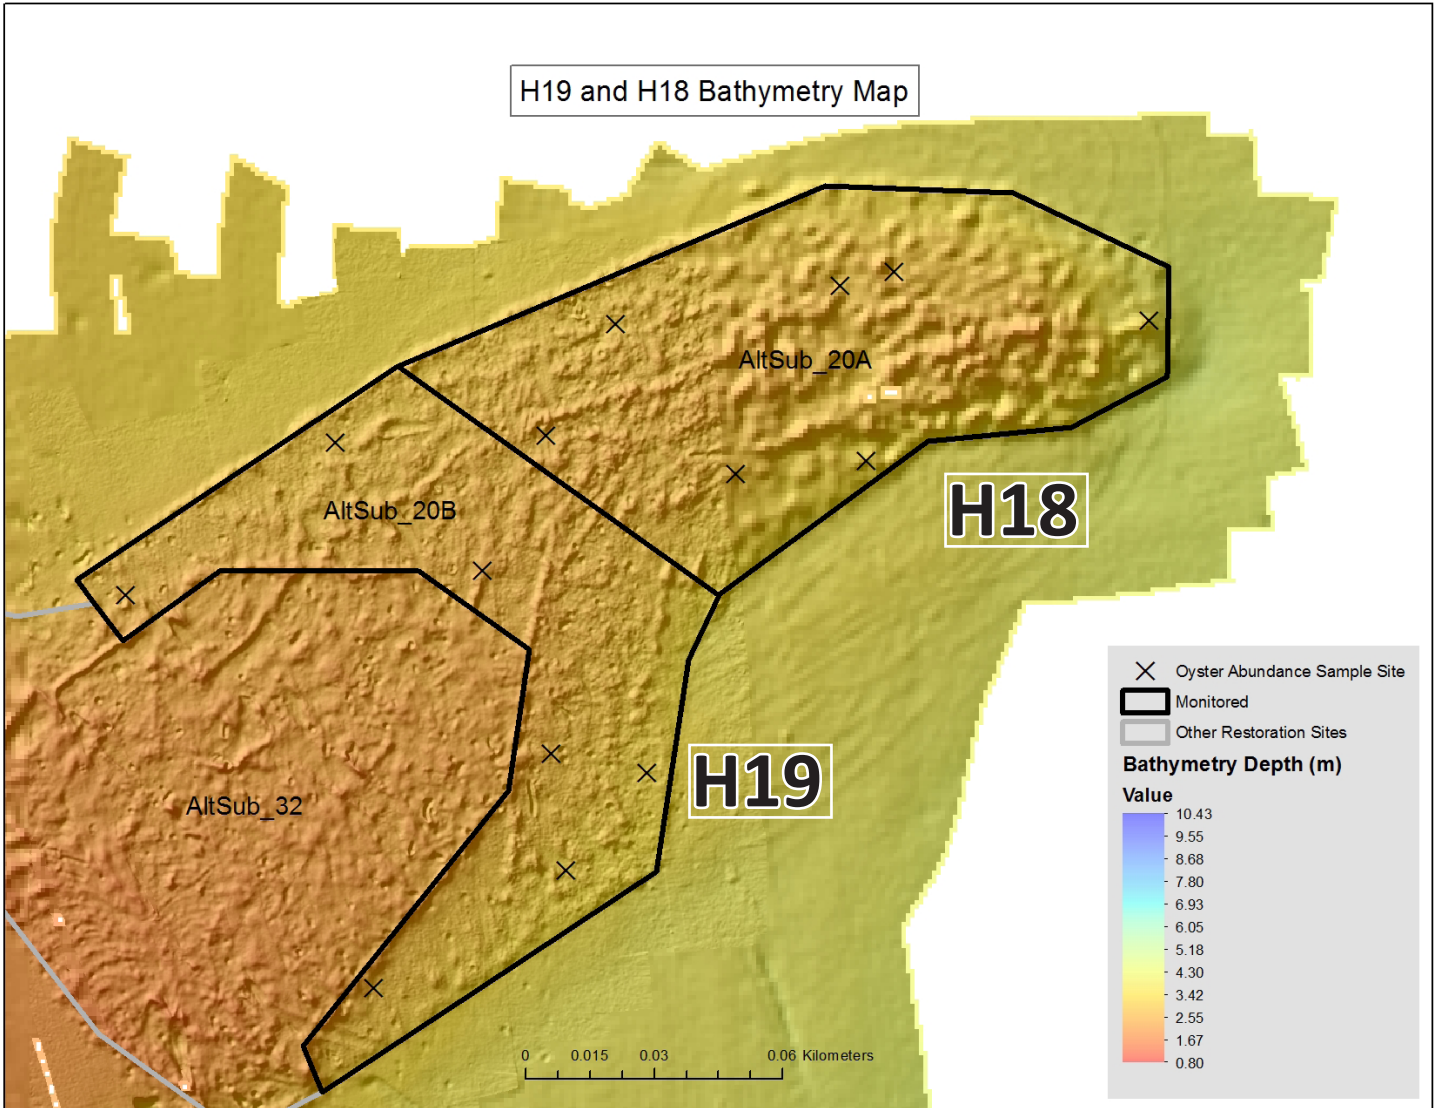 H19 and H18 Bathymetry Map
AltSub_20A
AltSub_20B
H18
H19
AltSub_32
Oyster Abundance Sample Site
Monitored
Other Restoration Sites
Bathymetry Depth (m)
Value
10.43
9.55
8.68
7.80
6.93
6.05
5.18
4.30
3.42
2.55
1.67
0.80
0 0.015 0.03 0.06 Kilometers